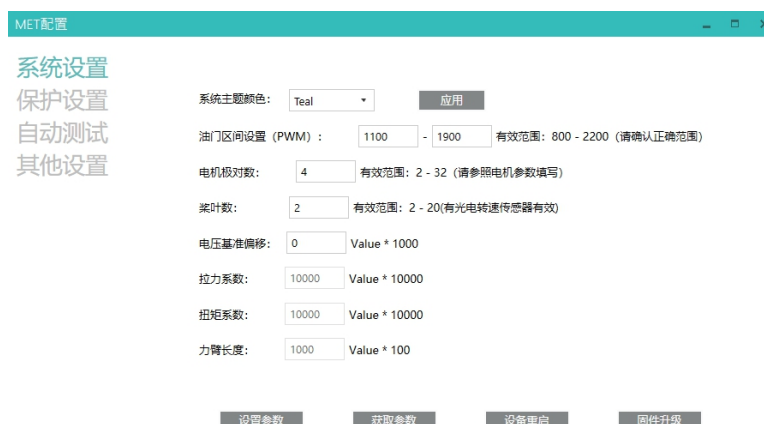 MET配置
系统设置
保护设置
自动测试
其他设置
系统主题颜色： Teal 应用
油门区间设置（PWM）： 1100 - 1900 有效范围：800 - 2200（请确认正确范围）
电机极对数： 4 有效范围：2 - 32（请参照电机参数填写）
桨叶数： 2 有效范围：2 - 20(有光电转速传感器有效)
电压基准偏移： 0 Value * 1000
拉力系数： 10000 Value * 10000
扭矩系数： 10000 Value * 10000
力臂长度： 1000 Value * 100
设置参数 获取参数 设备重启 固件升级